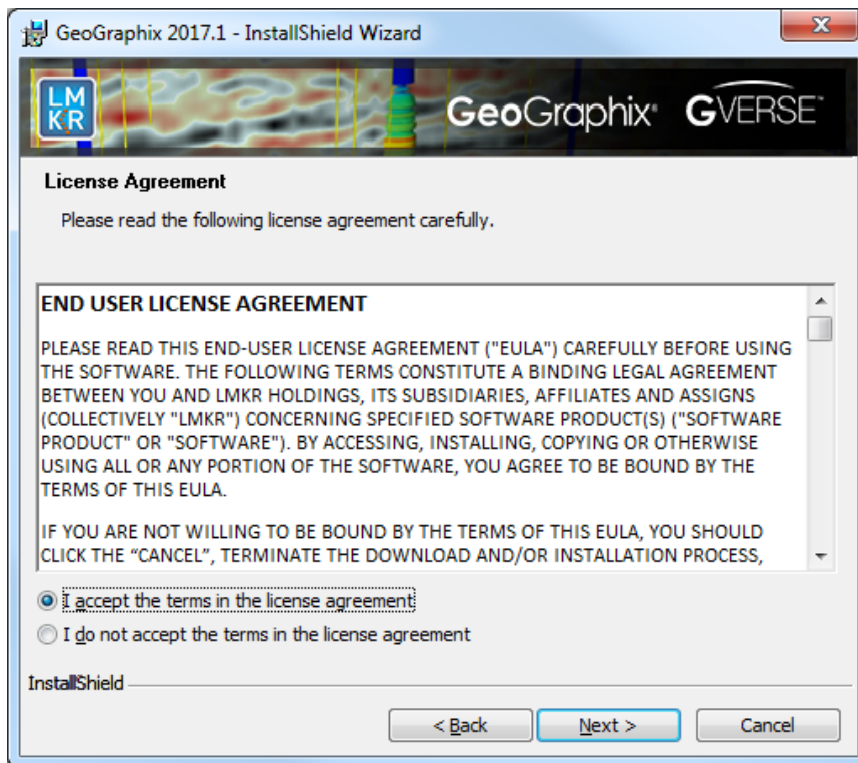 GeoGraphix 2017.1 - InstallShield Wizard
LM
KR
GeoGraphix® GVERSE™
License Agreement
Please read the following license agreement carefully.
END USER LICENSE AGREEMENT
PLEASE READ THIS END-USER LICENSE AGREEMENT ("EULA") CAREFULLY BEFORE USING
THE SOFTWARE. THE FOLLOWING TERMS CONSTITUTE A BINDING LEGAL AGREEMENT
BETWEEN YOU AND LMKR HOLDINGS, ITS SUBSIDIARIES, AFFILIATES AND ASSIGNS
(COLLECTIVELY "LMKR") CONCERNING SPECIFIED SOFTWARE PRODUCT(S) ("SOFTWARE
PRODUCT" OR "SOFTWARE"). BY ACCESSING, INSTALLING, COPYING OR OTHERWISE
USING ALL OR ANY PORTION OF THE SOFTWARE, YOU AGREE TO BE BOUND BY THE
TERMS OF THIS EULA.
IF YOU ARE NOT WILLING TO BE BOUND BY THE TERMS OF THIS EULA, YOU SHOULD
CLICK THE “CANCEL”, TERMINATE THE DOWNLOAD AND/OR INSTALLATION PROCESS,
I accept the terms in the license agreement
I do not accept the terms in the license agreement
InstallShield
< Back Next > Cancel